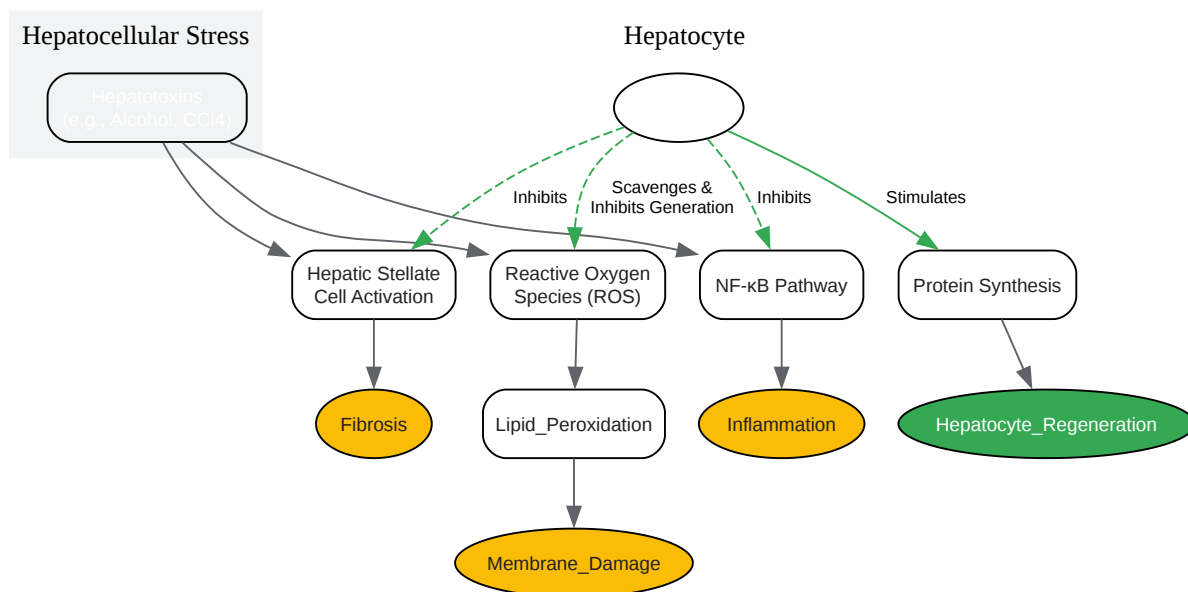 Hepatocellular Stress
Hepatocyte
Hepatotoxins
(e.g., Alcohol, CCl4)
Inhibits
Scavenges &
Inhibits Generation
Inhibits
Stimulates
Hepatic Stellate
Cell Activation
Reactive Oxygen
Species (ROS)
NF-κB Pathway
Protein Synthesis
Fibrosis
Lipid_Peroxidation
Inflammation
Hepatocyte_Regeneration
Membrane_Damage